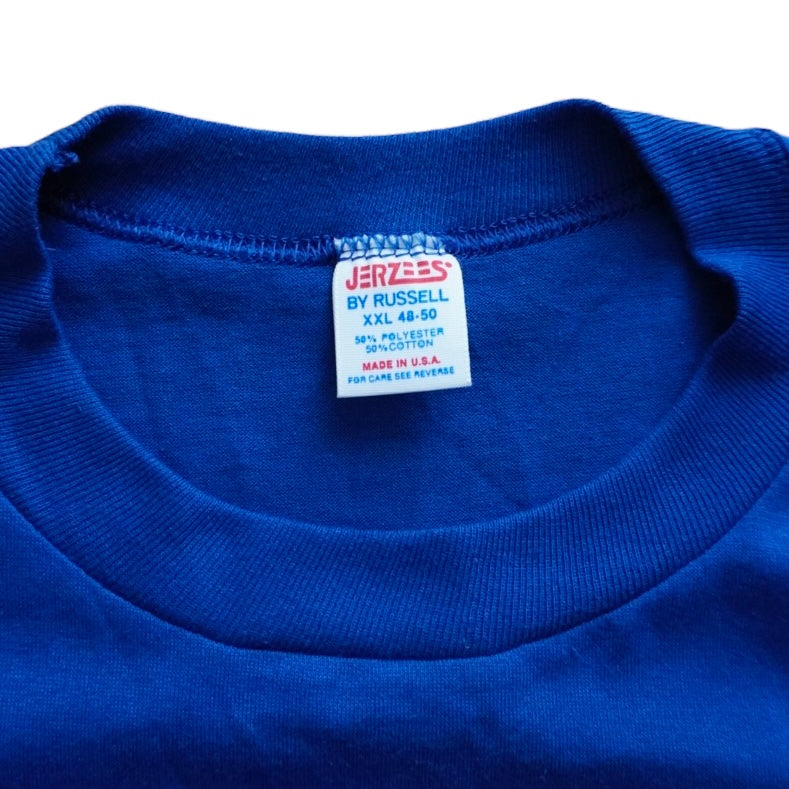 JERZEES®
BY RUSSELL
XXL 48-50
50% POLYESTER
50% COTTON
MADE IN U.S.A.
FOR CARE SEE REVERSE